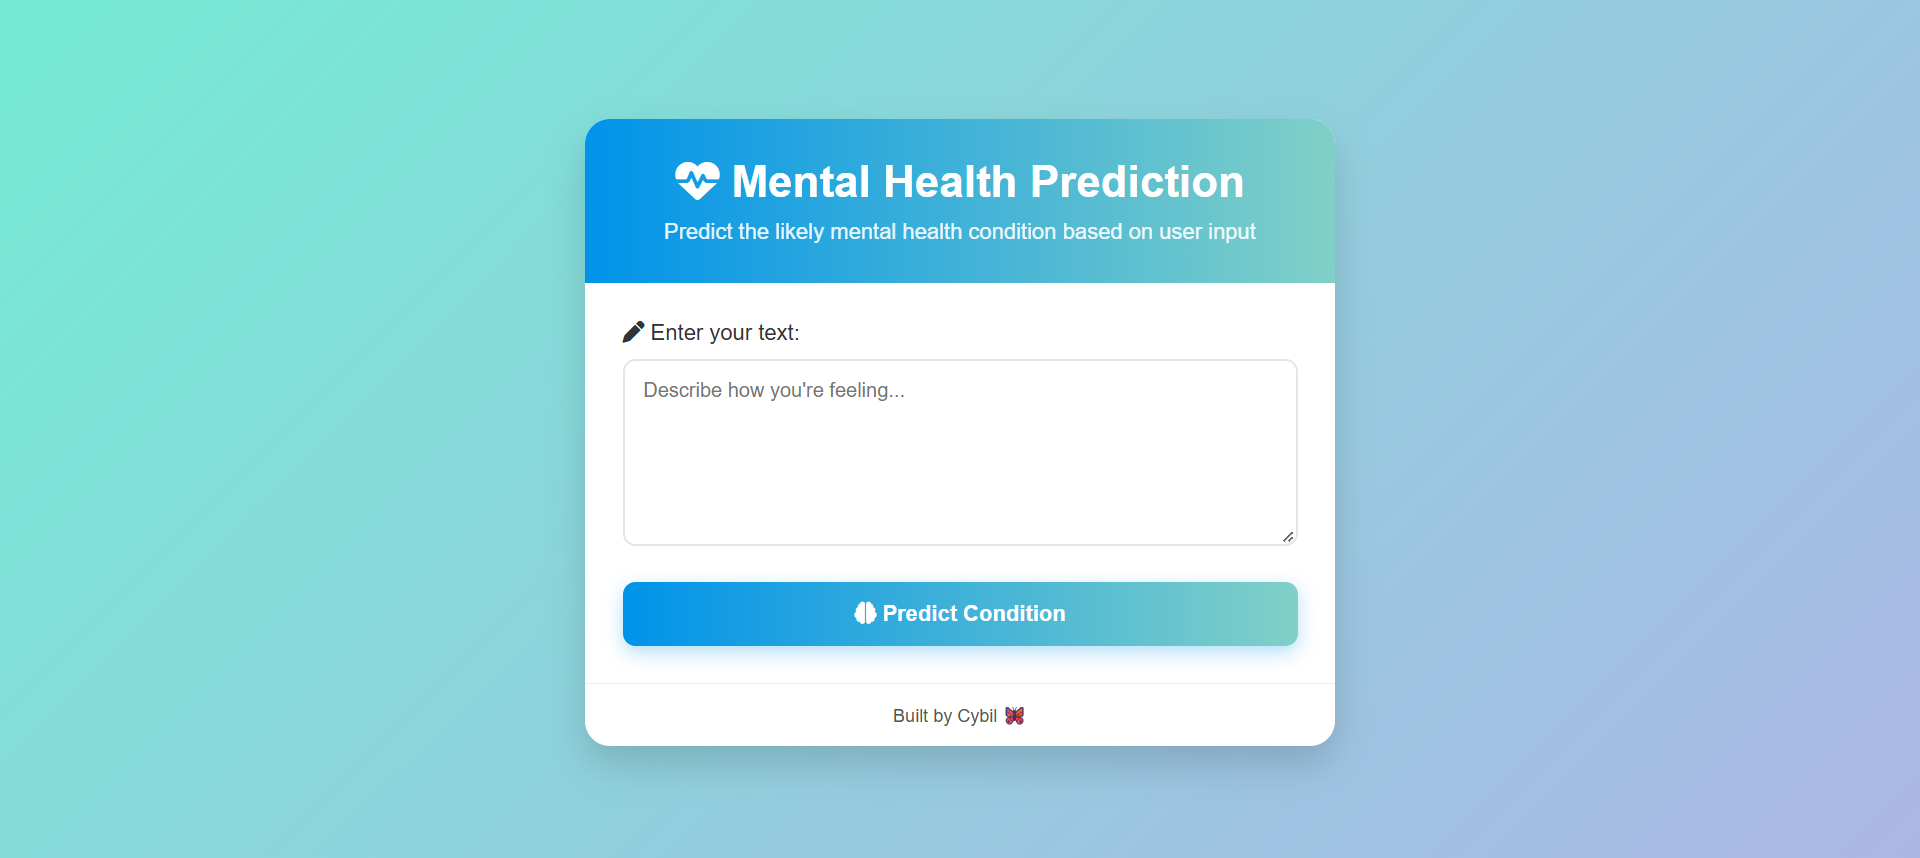 Mental Health Prediction
Predict the likely mental health condition based on user input
Enter your text:
Describe how you're feeling...
Predict Condition
Built by Cybil 🦋